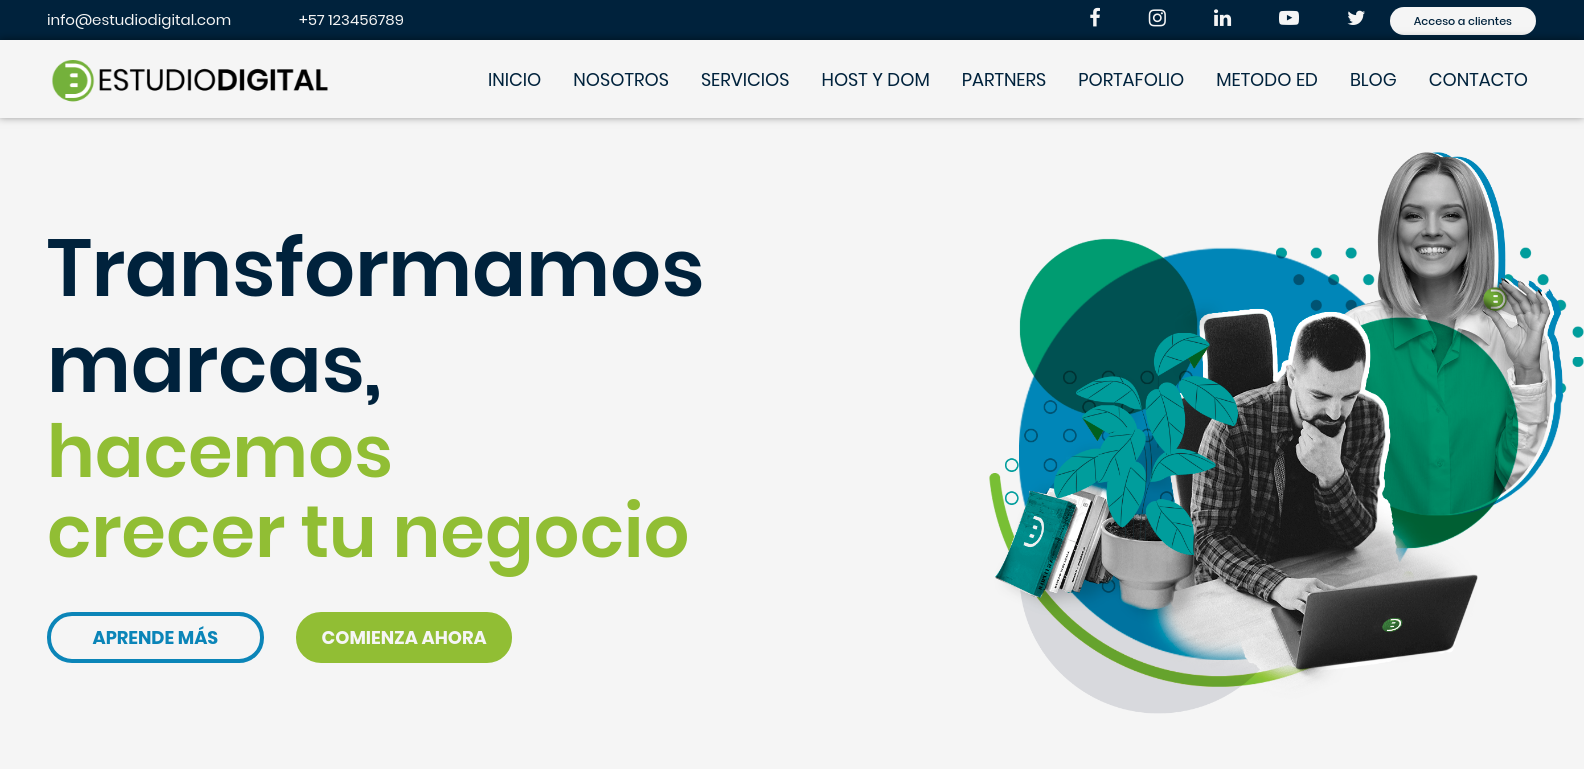 info@estudiodigital.com +57 123456789 Acceso a clientes
ESTUDIODIGITAL INICIO NOSOTROS SERVICIOS HOST Y DOM PARTNERS PORTAFOLIO METODO ED BLOG CONTACTO
Transformamos
marcas,
hacemos
crecer tu negocio
APRENDE MÁS COMIENZA AHORA